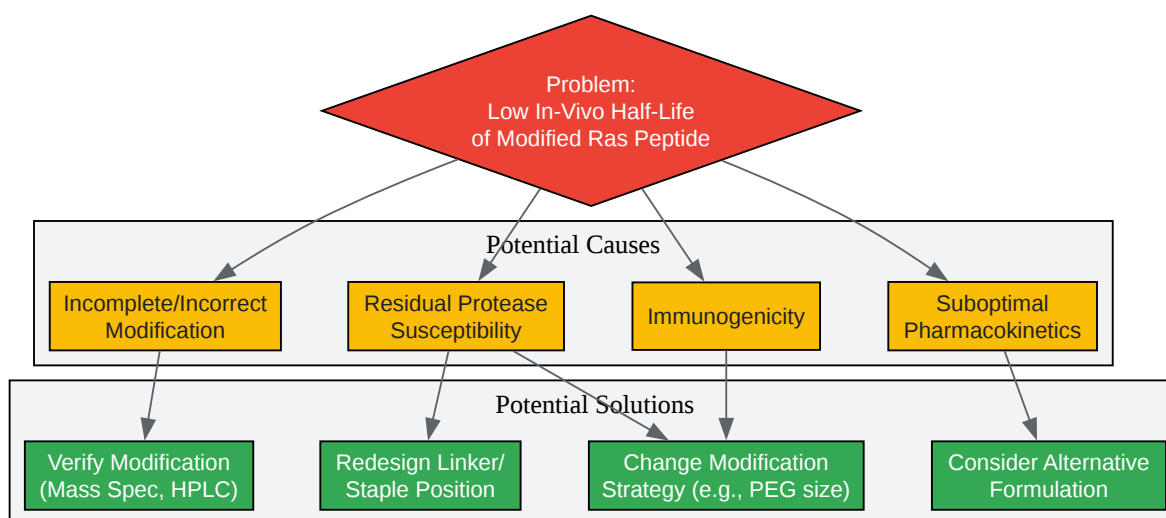 Problem:
Low In-Vivo Half-Life
of Modified Ras Peptide
Potential Causes
Incomplete/Incorrect
Modification
Residual Protease
Susceptibility
Immunogenicity
Suboptimal
Pharmacokinetics
Potential Solutions
Verify Modification
(Mass Spec, HPLC)
Redesign Linker/
Staple Position
Change Modification
Strategy (e.g., PEG size)
Consider Alternative
Formulation